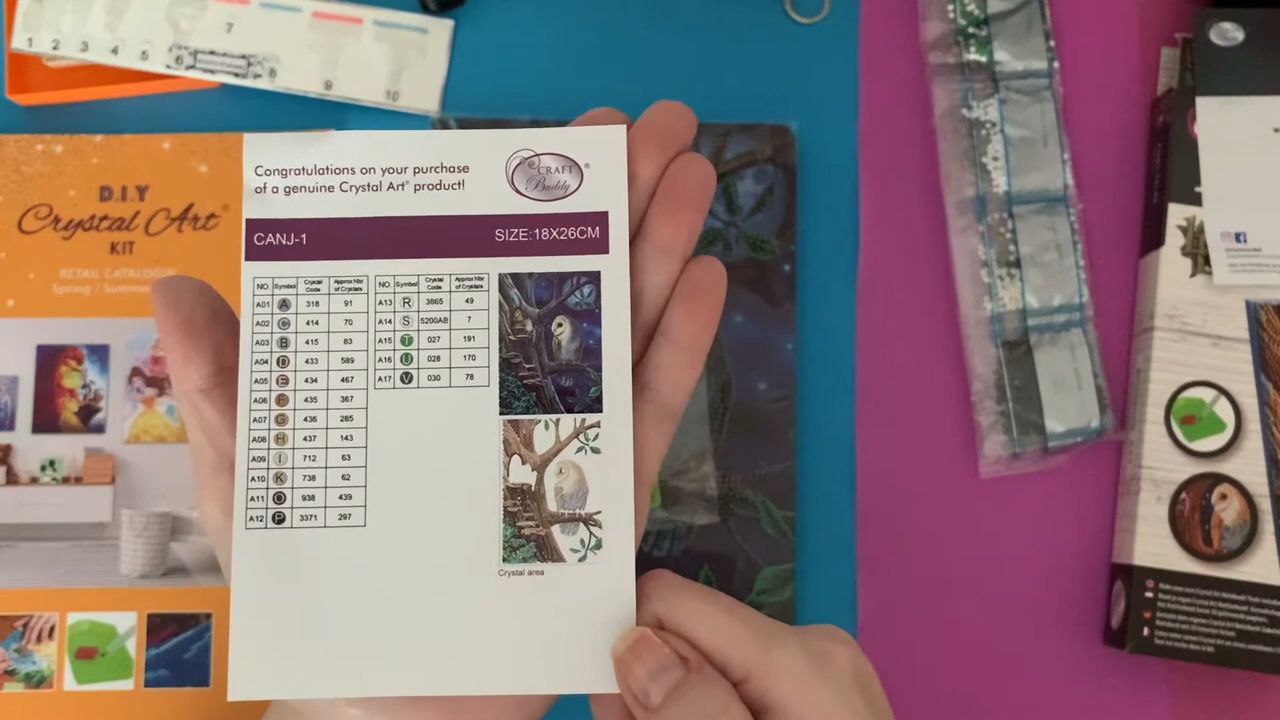 1 2 3 4 5 6 7 8 9 10
D.I.Y
Crystal Art®
KIT
RETAIL CATALOGUE
Congratulations on your purchase
of a genuine Crystal Art® product!
CRAFT
Buddy®
CANJ-1 SIZE:18X26CM
NO. Symbol Crystal Code Approx Nbr of Crystals
A01 A 318 91
A02 C 414 70
A03 B 415 83
A04 D 433 589
A05 E 434 467
A06 F 435 367
A07 G 436 285
A08 H 437 143
A09 I 712 63
A10 K 738 62
A11 O 938 439
A12 P 3371 297
NO. Symbol Crystal Code Approx Nbr of Crystals
A13 R 3865 49
A14 S 5200AB 7
A15 T 027 191
A16 U 028 170
A17 V 030 78
Crystal area